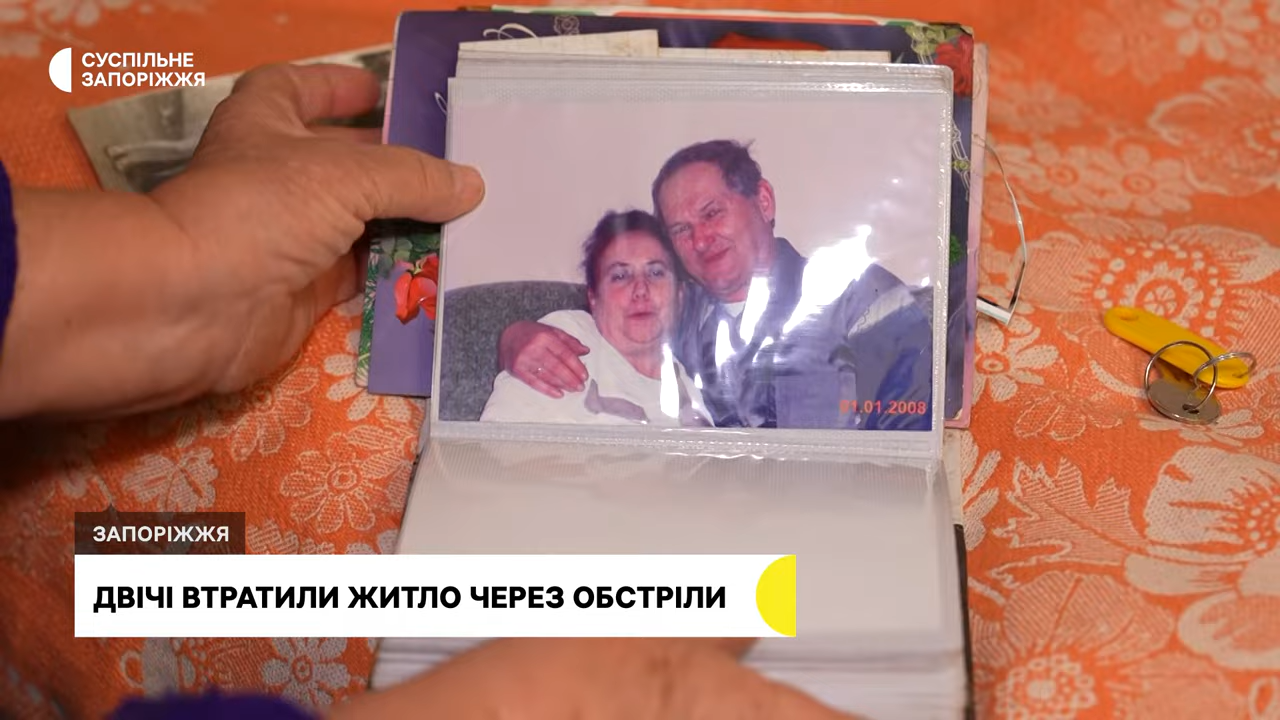 СУСПІЛЬНЕ
ЗАПОРІЖЖЯ
01.01.2008
ЗАПОРІЖЖЯ
ДВІЧІ ВТРАТИЛИ ЖИТЛО ЧЕРЕЗ ОБСТРІЛИ